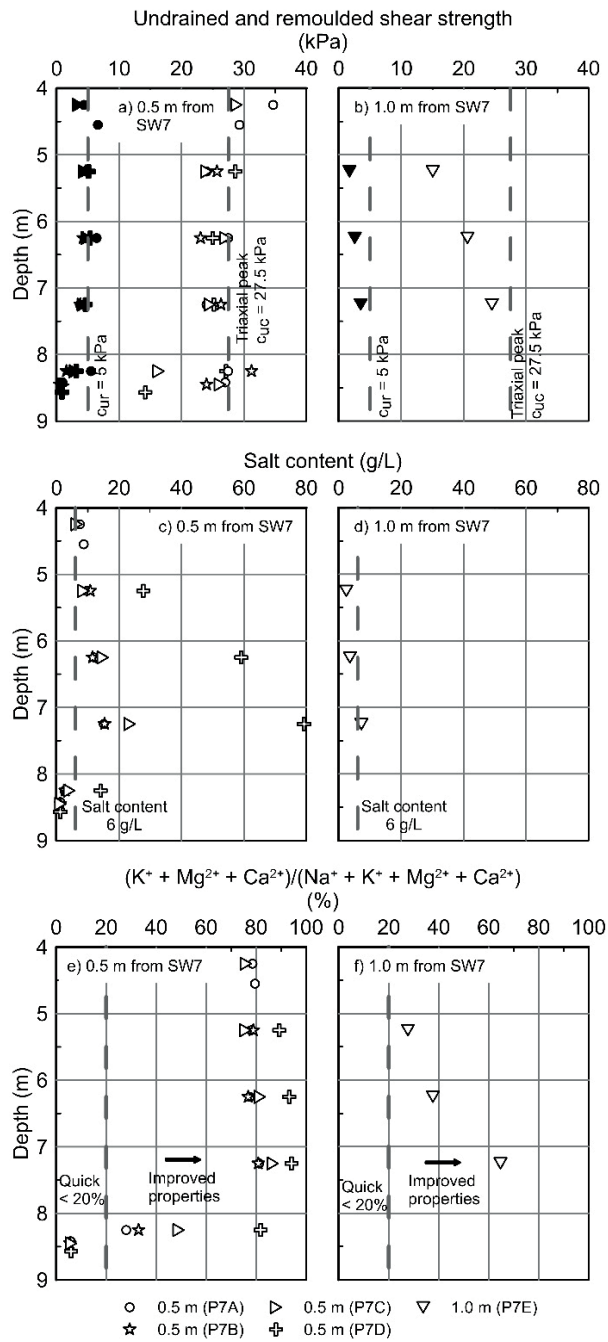 Undrained and remoulded shear strength
(kPa)
0 10 20 30 40 0 10 20 30 40
4
5
6
7
8
9
Depth (m)
a) 0.5 m from
SW7
b) 1.0 m from SW7
cur = 5 kPa
Triaxial peak
cuc = 27.5 kPa
cur = 5 kPa
Triaxial peak
cuc = 27.5 kPa
Salt content (g/L)
0 20 40 60 80 0 20 40 60 80
4
5
6
7
8
9
Depth (m)
c) 0.5 m from SW7
d) 1.0 m from SW7
Salt content
6 g/L
Salt content
6 g/L
(K⁺ + Mg²⁺ + Ca²⁺)/(Na⁺ + K⁺ + Mg²⁺ + Ca²⁺)
(%)
0 20 40 60 80 100 0 20 40 60 80 100
4
5
6
7
8
9
Depth (m)
e) 0.5 m from SW7
f) 1.0 m from SW7
Quick
< 20%
Improved
properties
Quick
< 20%
Improved
properties
0.5 m (P7A) 0.5 m (P7C) 1.0 m (P7E)
0.5 m (P7B) 0.5 m (P7D)